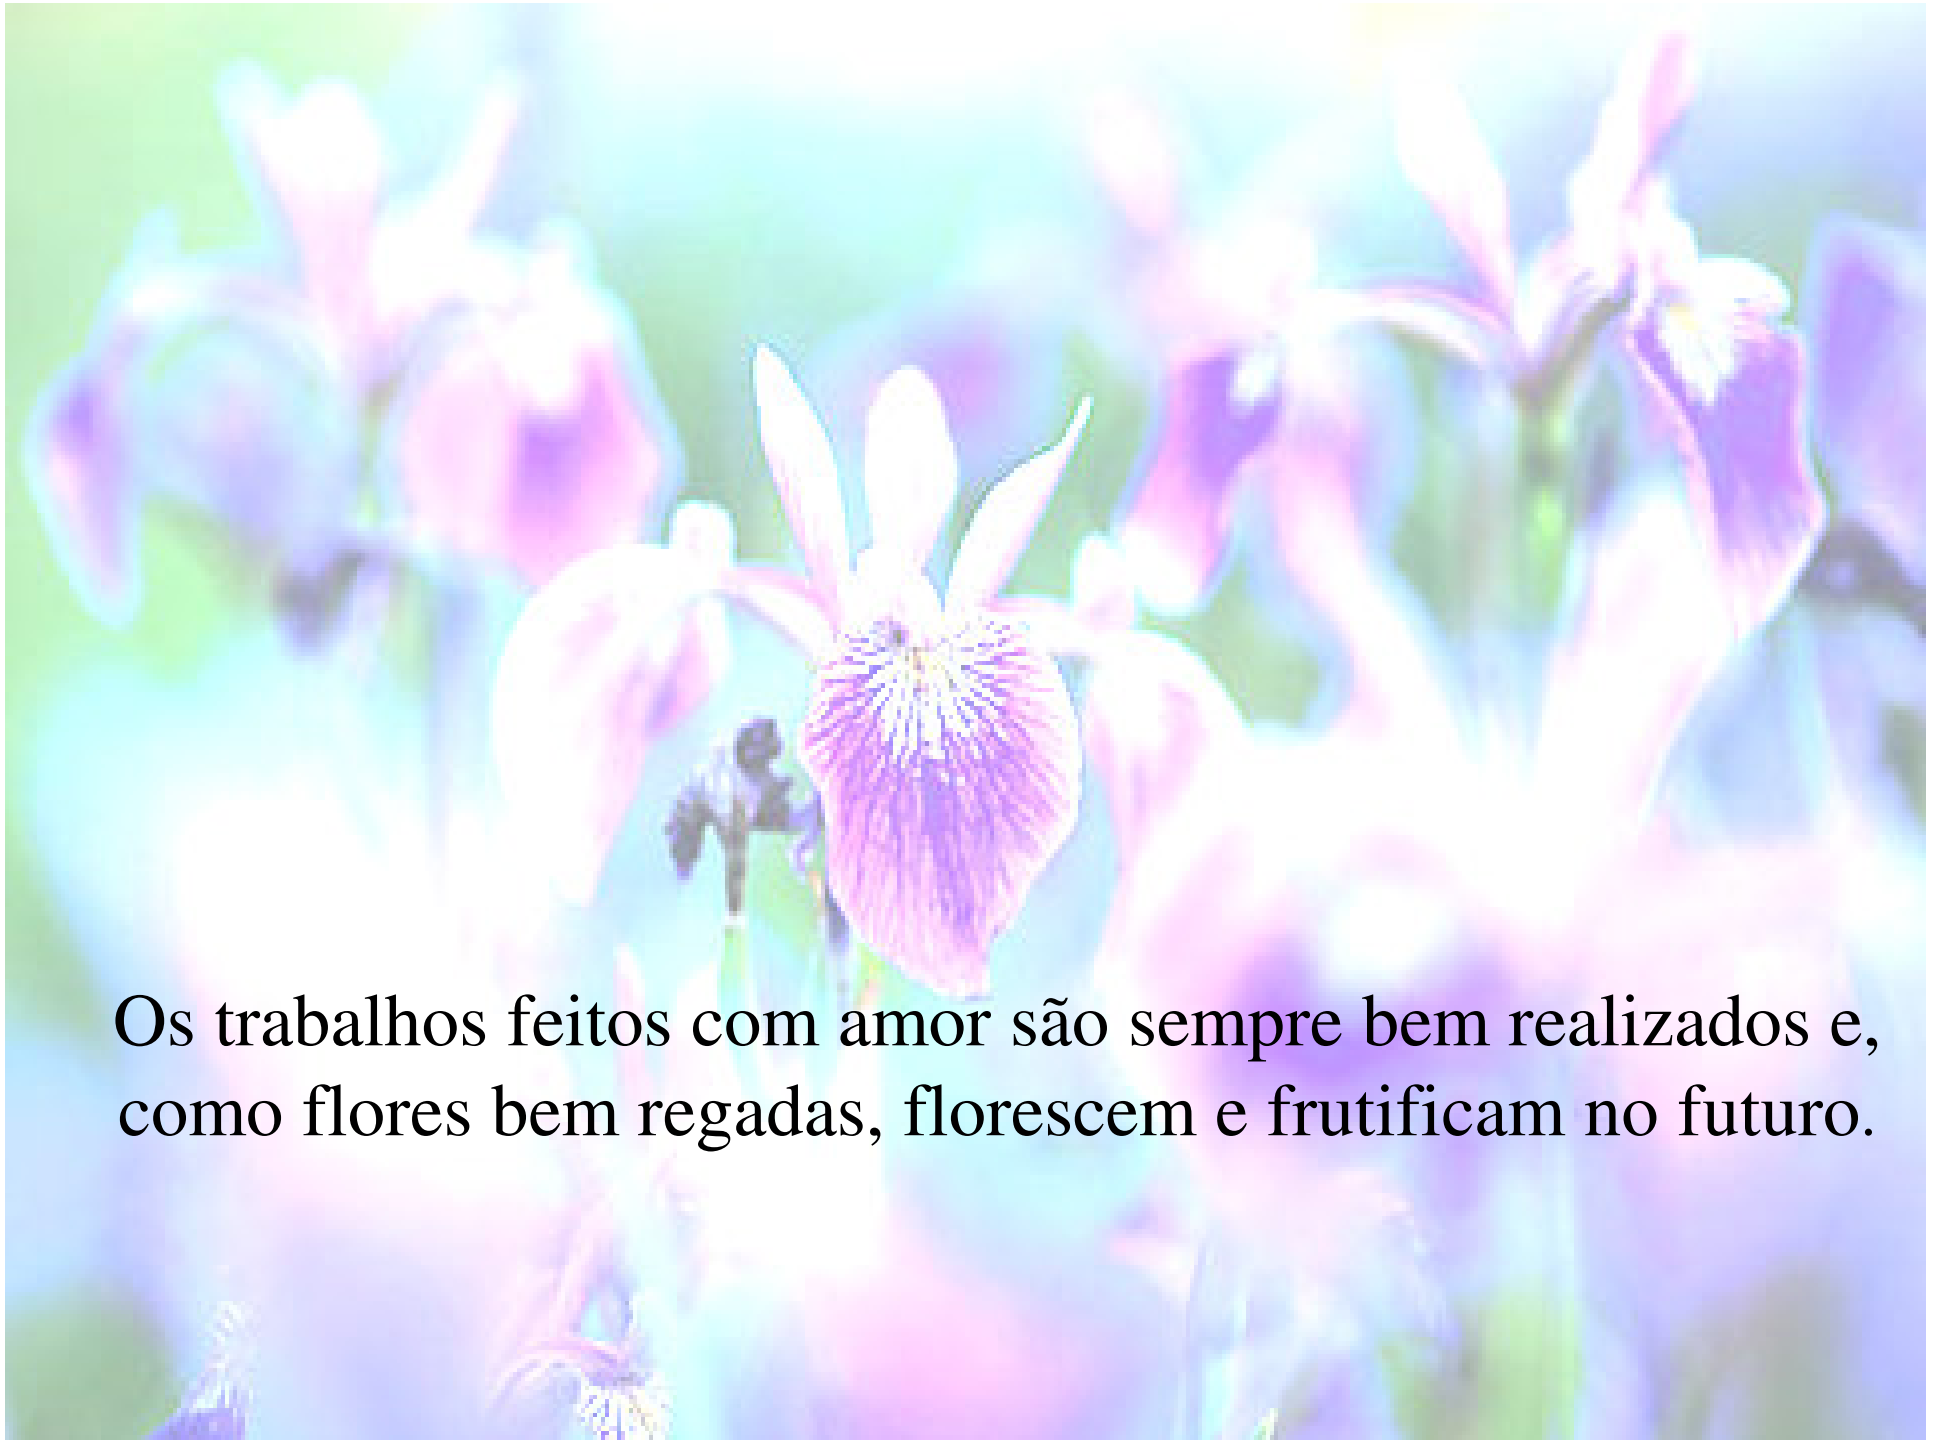 Os trabalhos feitos com amor são sempre bem realizados e,
como flores bem regadas, florescem e frutificam no futuro.